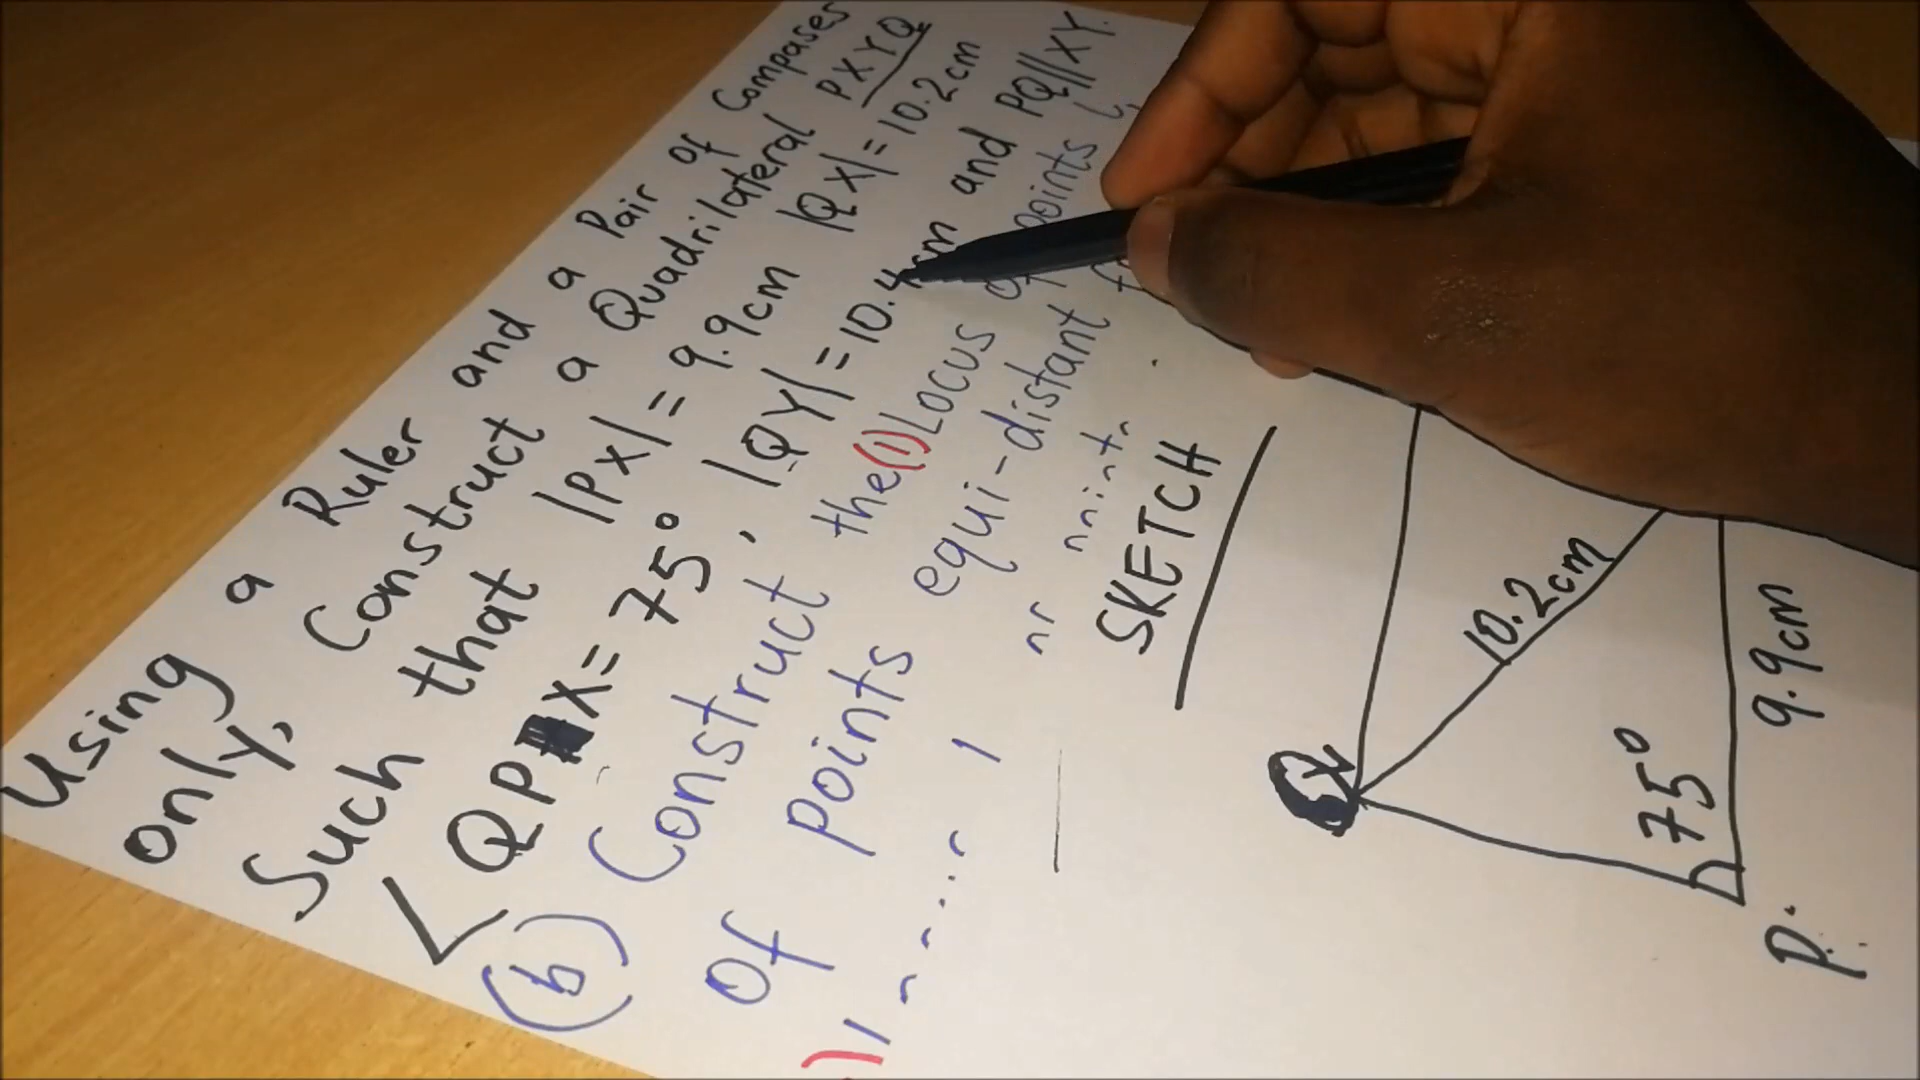 Using a Ruler and a Pair of Compases
only, Construct a Quadrilateral PXYQ
Such that |PX| = 9.9cm |QX| = 10.2cm
<QPX = 75°, |QY| = 10.4cm and PQ//XY.
(b) Construct the (1) Locus of points
of points equi-distant
SKETCH
Q
10.2cm
9.9cm
75°
P